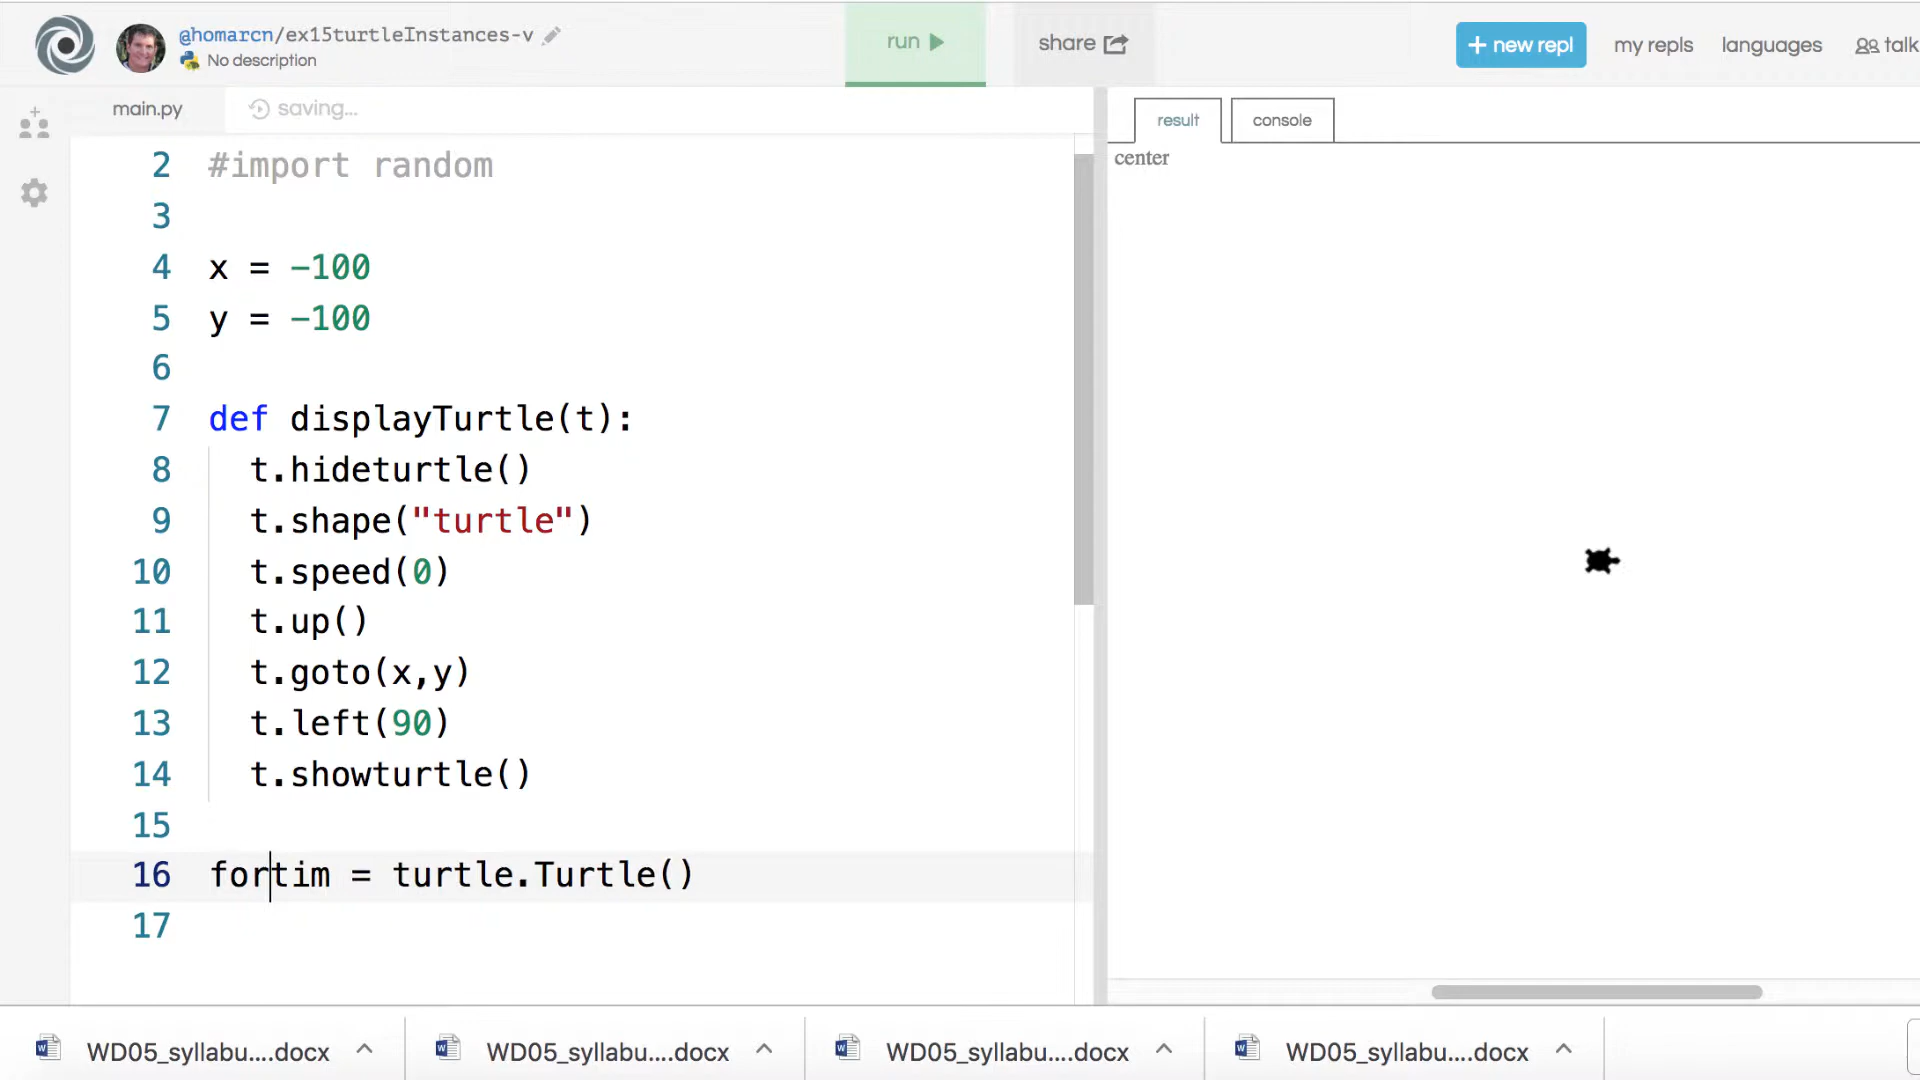 @homarcn/ex15turtleInstances-v
No description
run
share
+ new repl
my repls
languages
talk
main.py
saving...
result
console
center
2 #import random
3
4 x = -100
5 y = -100
6
7 def displayTurtle(t):
8 t.hideturtle()
9 t.shape("turtle")
10 t.speed(0)
11 t.up()
12 t.goto(x,y)
13 t.left(90)
14 t.showturtle()
15
16 fortim = turtle.Turtle()
17
WD05_syllabu....docx
WD05_syllabu....docx
WD05_syllabu....docx
WD05_syllabu....docx